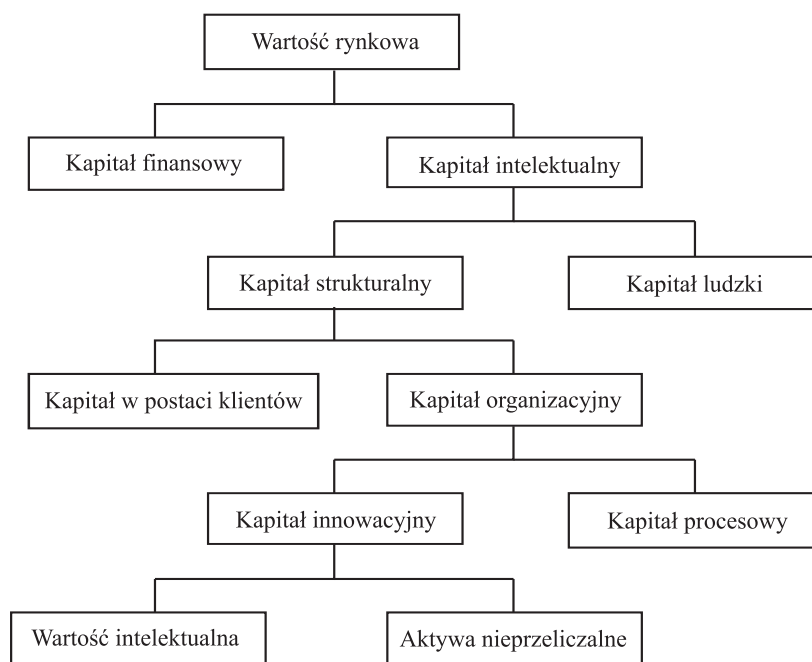 Wartość rynkowa
Kapitał finansowy
Kapitał intelektualny
Kapitał strukturalny
Kapitał ludzki
Kapitał w postaci klientów
Kapitał organizacyjny
Kapitał innowacyjny
Kapitał procesowy
Wartość intelektualna
Aktywa nieprzeliczalne